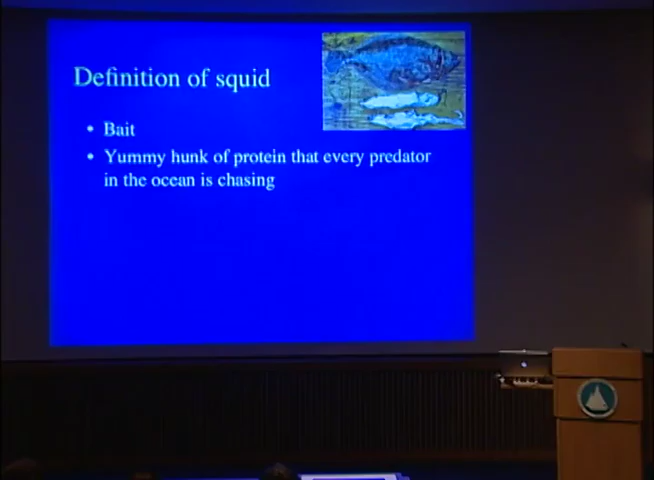 Definition of squid
• Bait
• Yummy hunk of protein that every predator
in the ocean is chasing